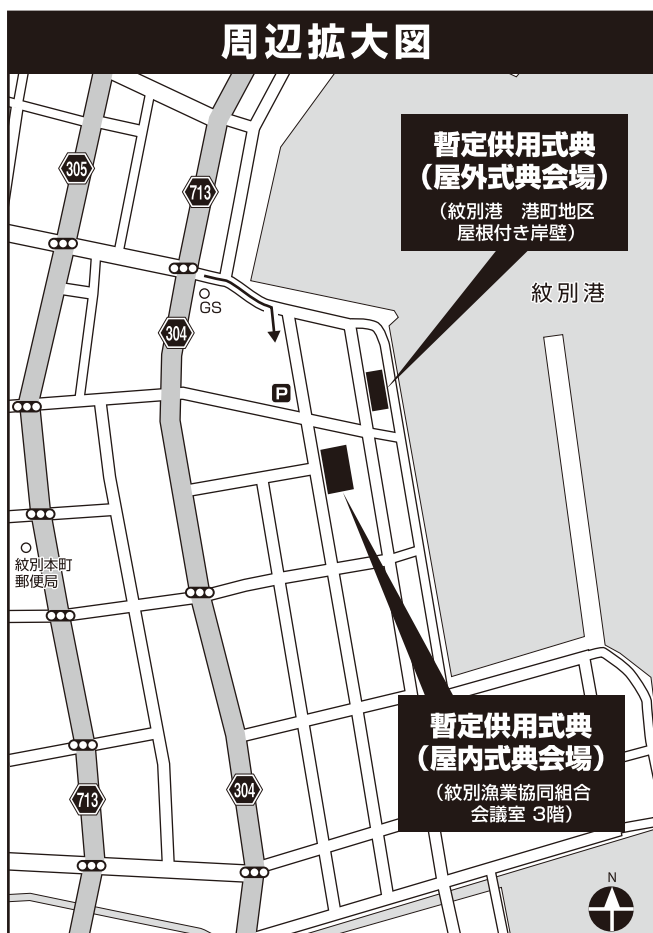 周辺拡大図
暫定供用式典
(屋外式典会場)
(紋別港　港町地区
屋根付き岸壁)
305
713
紋別港
GS
304
P
紋別本町
郵便局
暫定供用式典
(屋内式典会場)
(紋別漁業協同組合
会議室 3階)
713
304
N